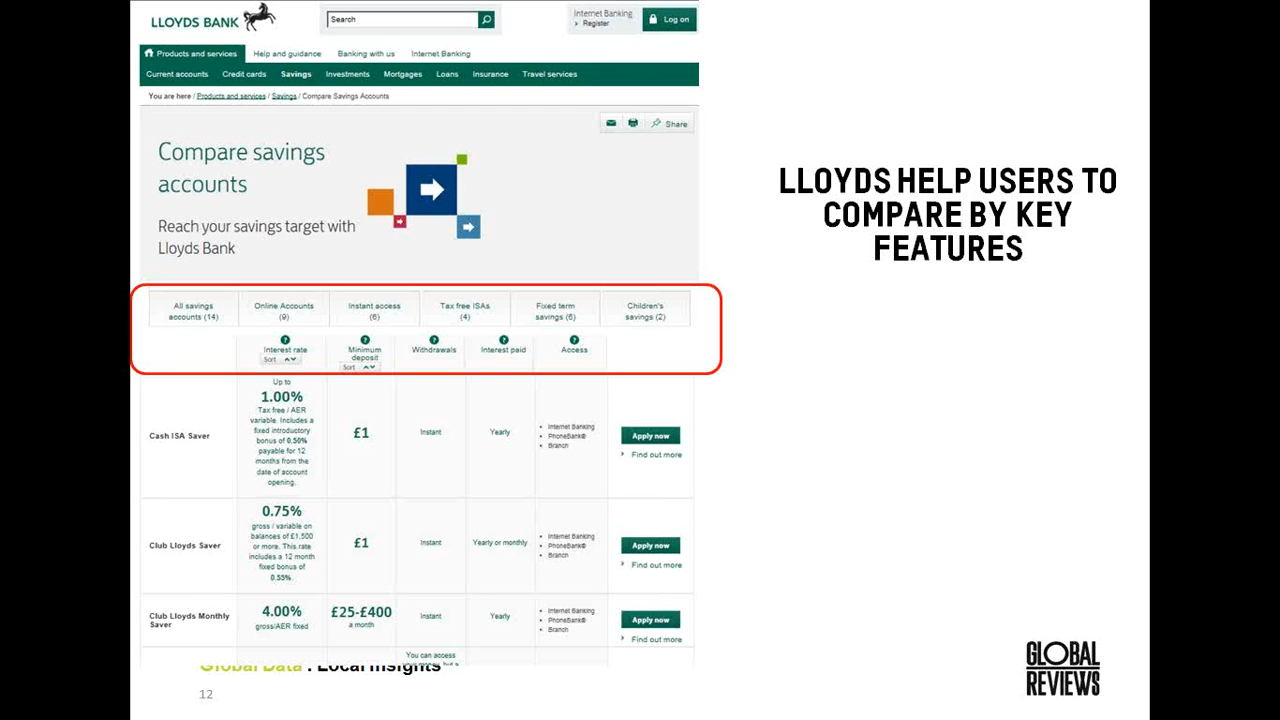 LLOYDS BANK
Search
Internet Banking
Register
Log on
Products and services
Help and guidance
Banking with us
Internet Banking
Current accounts
Credit cards
Savings
Investments
Mortgages
Loans
Insurance
Travel services
You are here / Products and services / Savings / Compare Savings Accounts
Share
Compare savings
accounts
Reach your savings target with
Lloyds Bank
LLOYDS HELP USERS TO
COMPARE BY KEY
FEATURES
All savings
accounts (14)
Online Accounts
(9)
Instant access
(6)
Tax free ISAs
(4)
Fixed term
savings (6)
Children's
savings (2)
?
Interest rate
Sort
?
Minimum
deposit
Sort
?
Withdrawals
?
Interest paid
?
Access
Cash ISA Saver
Up to
1.00%
Tax free / AER
variable. Includes a
fixed introductory
bonus of 0.50%
payable for 12
months from the
date of account
opening.
£1
Instant
Yearly
• Internet Banking
• PhoneBank®
• Branch
Apply now
Find out more
Club Lloyds Saver
0.75%
gross / variable on
balances of £1,500
or more. This rate
includes a 12 month
fixed bonus of
0.55%.
£1
Instant
Yearly or monthly
• Internet Banking
• PhoneBank®
• Branch
Apply now
Find out more
Club Lloyds Monthly
Saver
4.00%
gross/AER fixed
£25-£400
a month
Instant
Yearly
• Internet Banking
• PhoneBank®
• Branch
Apply now
Find out more
You can access
your money, but a
Global Data . Local Insights
12
GLOBAL
REVIEWS